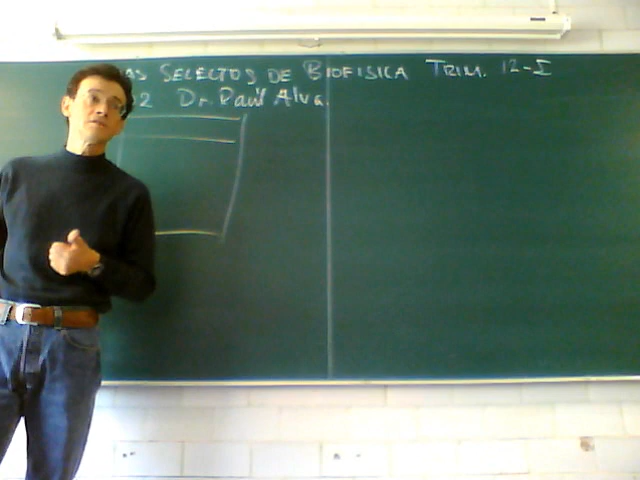 AS SELECTOS DE BIOFISICA TRIM. 12-I
2 Dr. Raúl Alva.